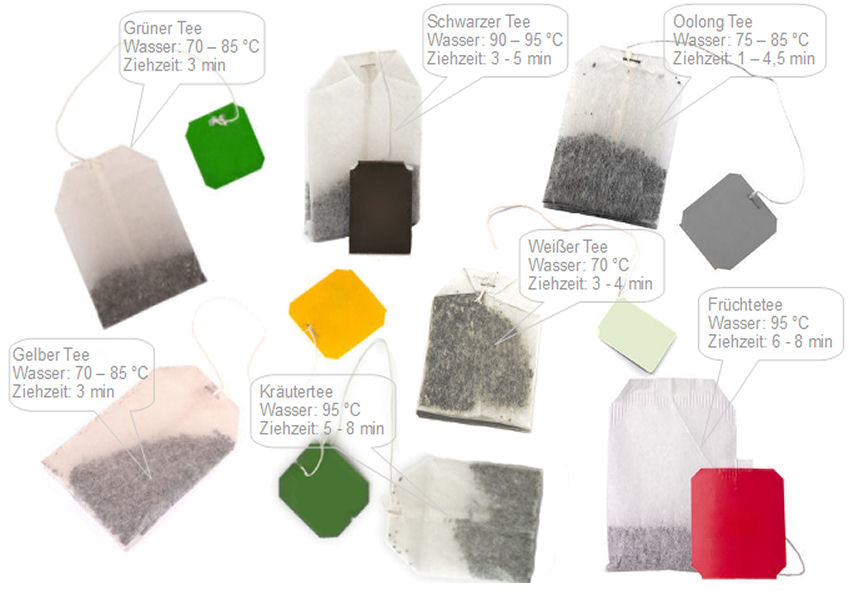 Grüner Tee
Wasser: 70 – 85 °C
Ziehzeit: 3 min
Schwarzer Tee
Wasser: 90 – 95 °C
Ziehzeit: 3 - 5 min
Oolong Tee
Wasser: 75 – 85 °C
Ziehzeit: 1 – 4,5 min
Weißer Tee
Wasser: 70 °C
Ziehzeit: 3 - 4 min
Früchtetee
Wasser: 95 °C
Ziehzeit: 6 - 8 min
Gelber Tee
Wasser: 70 – 85 °C
Ziehzeit: 3 min
Kräutertee
Wasser: 95 °C
Ziehzeit: 5 - 8 min